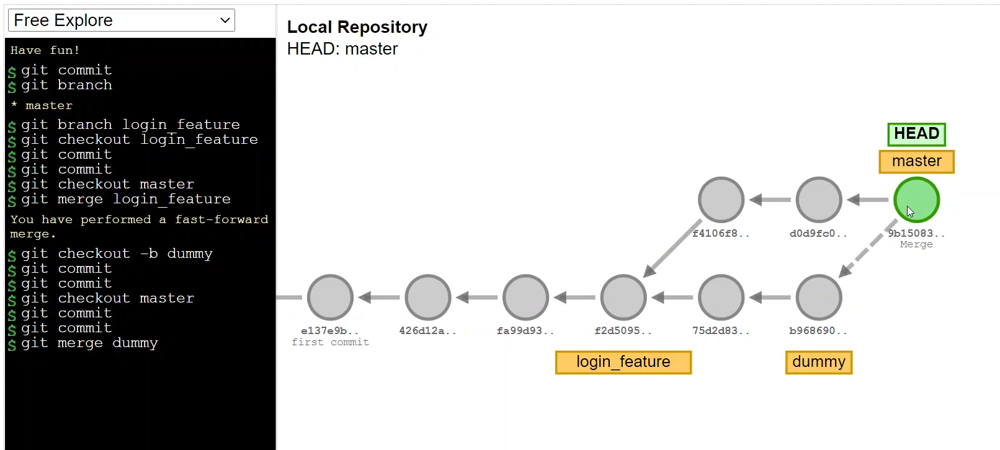 Free Explore
Have fun!
$ git commit
$ git branch
* master
$ git branch login_feature
$ git checkout login_feature
$ git commit
$ git commit
$ git checkout master
$ git merge login_feature
You have performed a fast-forward
merge.
$ git checkout -b dummy
$ git commit
$ git commit
$ git checkout master
$ git commit
$ git commit
$ git merge dummy
Local Repository
HEAD: master
HEAD
master
f4106f8..
d0d9fc0..
9b15083..
Merge
e137e9b..
first commit
426d12a..
fa99d93..
f2d5095..
75d2d83..
b968690..
login_feature
dummy